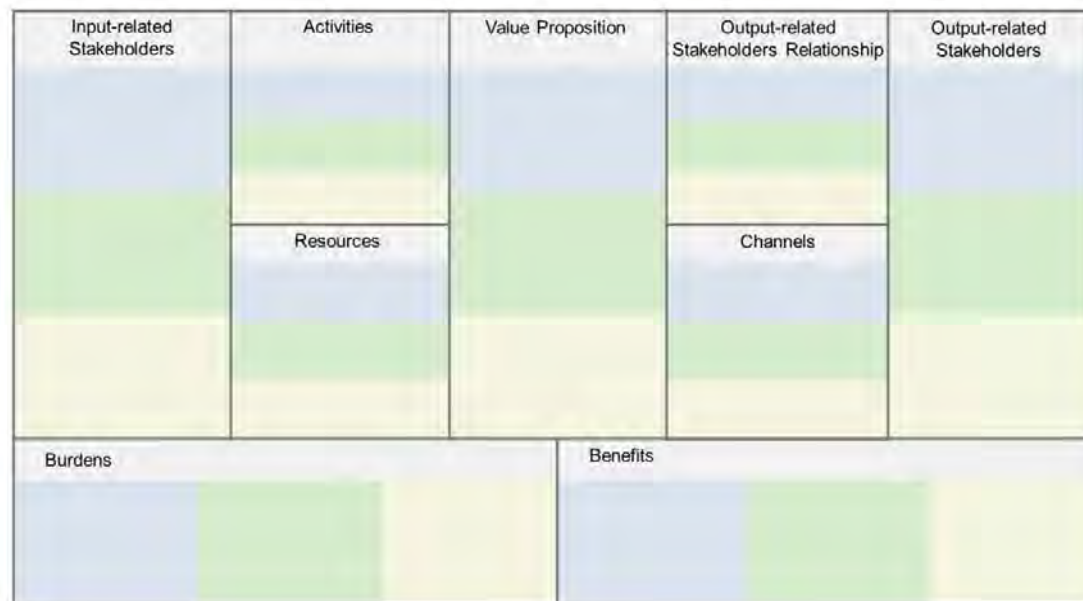 Input-related
Stakeholders
Activities
Value Proposition
Output-related
Stakeholders Relationship
Output-related
Stakeholders
Resources
Channels
Burdens
Benefits